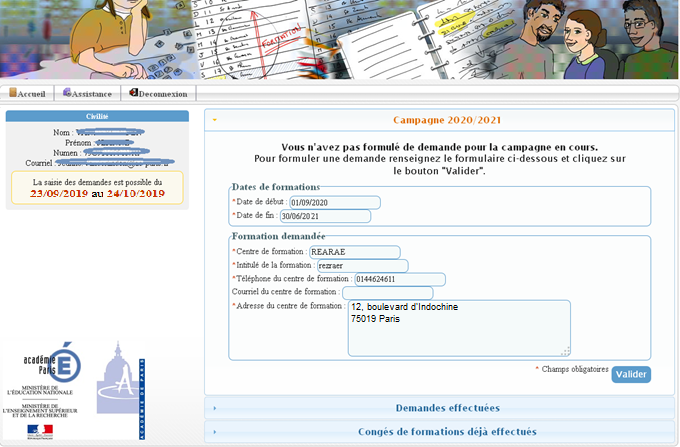 FORMATION
Accueil
Assistance
Deconnexion
Civilité
Nom :
Prénom :
Numen :
Courriel :
La saisie des demandes est possible du
23/09/2019 au 24/10/2019
Campagne 2020/2021
Vous n'avez pas formulé de demande pour la campagne en cours.
Pour formuler une demande renseignez le formulaire ci-dessous et cliquez sur
le bouton "Valider".
Dates de formations
*Date de début : 01/09/2020
*Date de fin : 30/06/2021
Formation demandée
*Centre de formation : REARAE
*Intitulé de la formation : rezraer
*Téléphone du centre de formation : 0144624611
Courriel du centre de formation :
*Adresse du centre de formation : 12, boulevard d'Indochine
75019 Paris
* Champs obligatoires Valider
Demandes effectuées
Congés de formations déjà effectués
académie
Paris
MINISTÈRE DE
L'ÉDUCATION NATIONALE
MINISTÈRE DE
L'ENSEIGNEMENT SUPÉRIEUR
ET DE LA RECHERCHE
ACADÉMIE DE PARIS